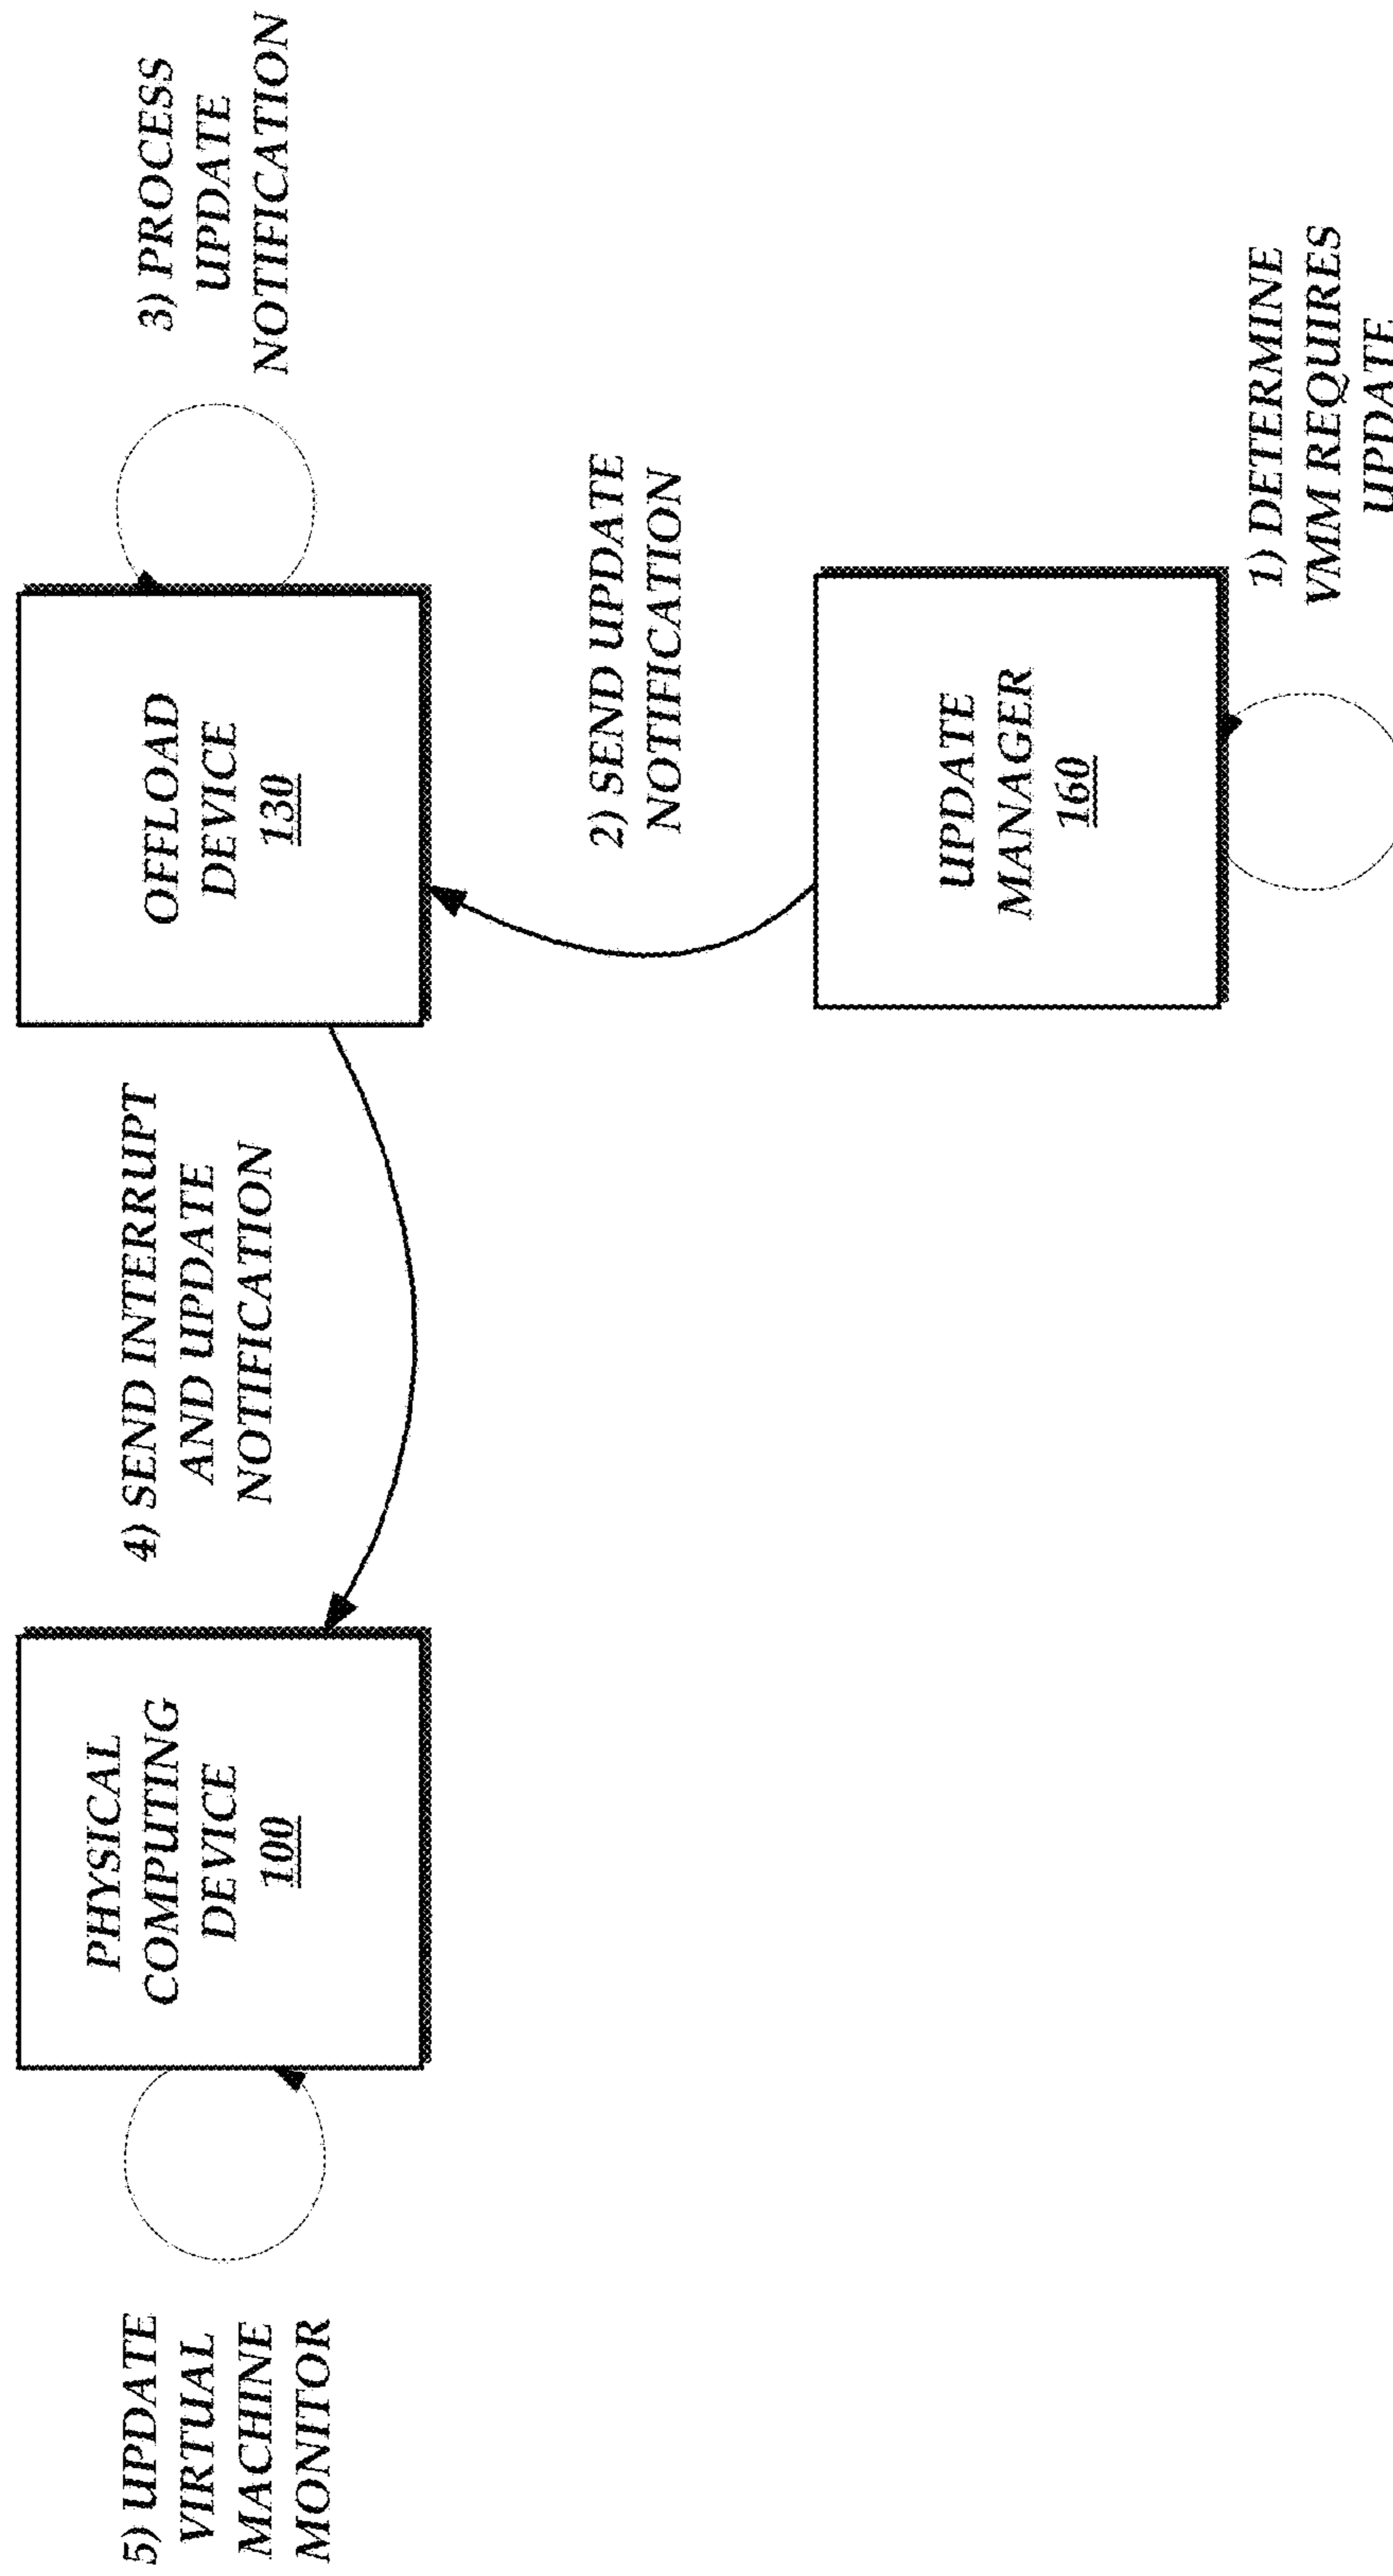 5) UPDATE
VIRTUAL
MACHINE
MONITOR
PHYSICAL
COMPUTING
DEVICE
100
4) SEND INTERRUPT
AND UPDATE
NOTIFICATION
OFFLOAD
DEVICE
130
3) PROCESS
UPDATE
NOTIFICATION
2) SEND UPDATE
NOTIFICATION
UPDATE
MANAGER
160
1) DETERMINE
VMM REQUIRES
UPDATE